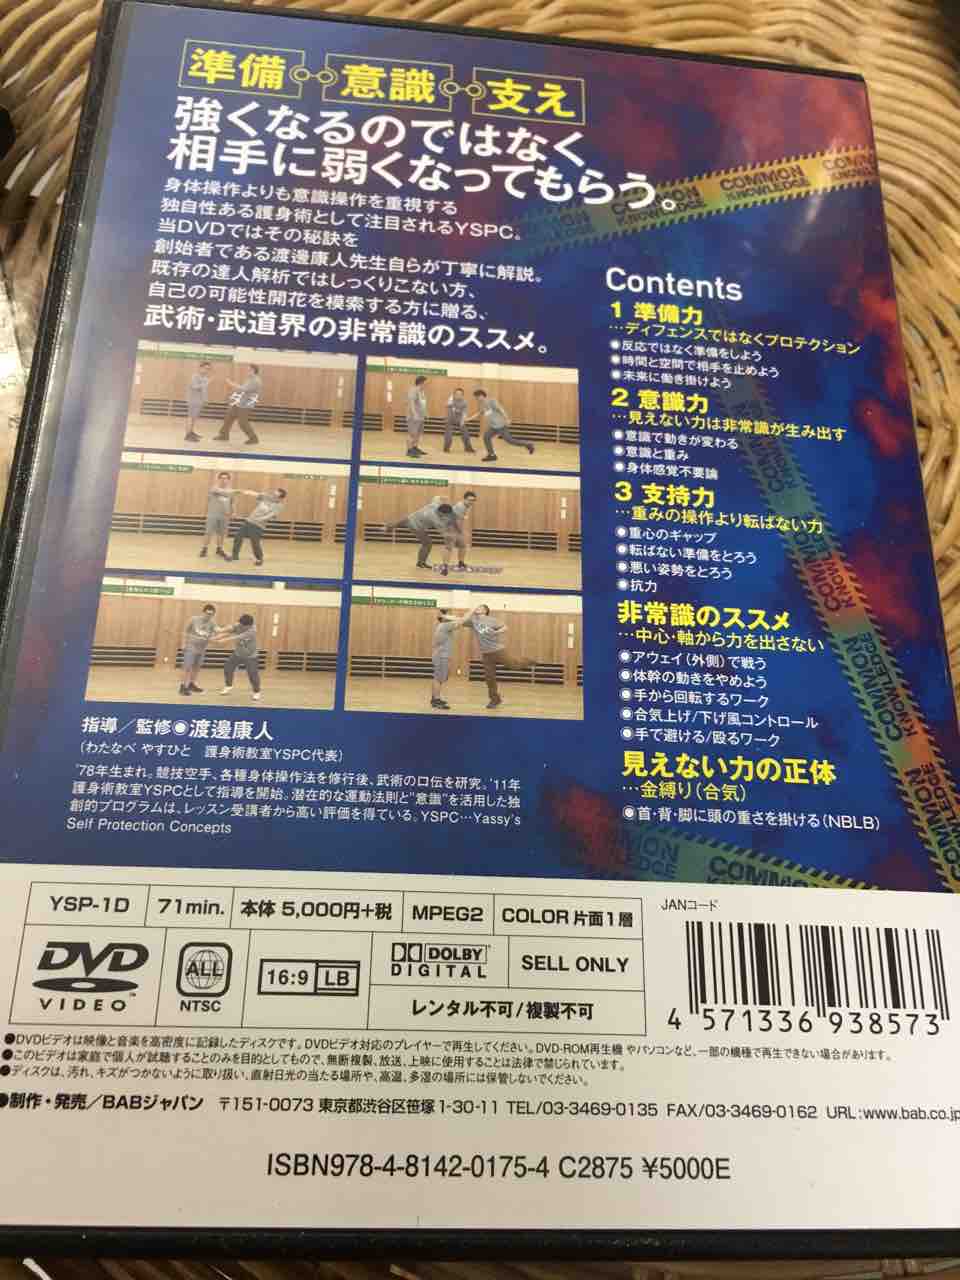 準備
意識
支え
強くなるのではなく
相手に弱くなってもらう。
身体操作よりも意識操作を重視する
独自性ある護身術として注目されるYSPC。
当DVDではその秘訣を
創始者である渡邊康人先生自らが丁寧に解説。
既存の達人解析ではしっくりこない方、
自己の可能性開花を模索する方に贈る、
武術・武道界の非常識のススメ。
ダメ
指導／監修●渡邊康人
（わたなべ やすひと　護身術教室YSPC代表）
'78年生まれ。競技空手、各種身体操作法を修行後、武術の口伝を研究。'11年
護身術教室YSPCとして指導を開始。潜在的な運動法則と"意識"を活用した独
創的プログラムは、レッスン受講者から高い評価を得ている。YSPC…Yassy's
Self Protection Concepts
COMMON KNOWLEDGE
COMMON KNOWLEDGE
Contents
1 準備力
…ディフェンスではなくプロテクション
●反応ではなく準備をしよう
●時間と空間で相手を止めよう
●未来に働き掛けよう
2 意識力
…見えない力は非常識が生み出す
●意識で動きが変わる
●意識と重み
●身体感覚不要論
3 支持力
…重みの操作より転ばない力
●重心のギャップ
●転ばない準備をとろう
●悪い姿勢をとろう
●抗力
非常識のススメ
…中心・軸から力を出さない
●アウェイ（外側）で戦う
●体幹の動きをやめよう
●手から回転するワーク
●合気上げ/下げ風コントロール
●手で避ける/殴るワーク
見えない力の正体
…金縛り（合気）
●首・背・脚に頭の重さを掛ける（NBLB）
YSP-1D
71min.
本体 5,000円+税
MPEG2
COLOR 片面1層
DVD VIDEO
ALL NTSC
16:9 LB
DOLBY DIGITAL
SELL ONLY
レンタル不可/複製不可
JANコード
4 571336 938573
●DVDビデオは映像と音楽を高密度に記録したディスクです。DVDビデオ対応のプレイヤーで再生してください。DVD-ROM再生機やパソコンなど、一部の機種で再生できない場合があります。
●このビデオは家庭で個人が試聴することのみを目的としてもので、無断複製、放送、上映に使用することは法律で禁じられています。
●ディスクは、汚れ、キズがつかないように取り扱い、直射日光の当たる場所や、高温、多湿の場所には保管しないでください。
●制作・発売／BABジャパン　〒151-0073 東京都渋谷区笹塚1-30-11 TEL/03-3469-0135 FAX/03-3469-0162 URL:www.bab.co.jp
ISBN978-4-8142-0175-4 C2875 ¥5000E